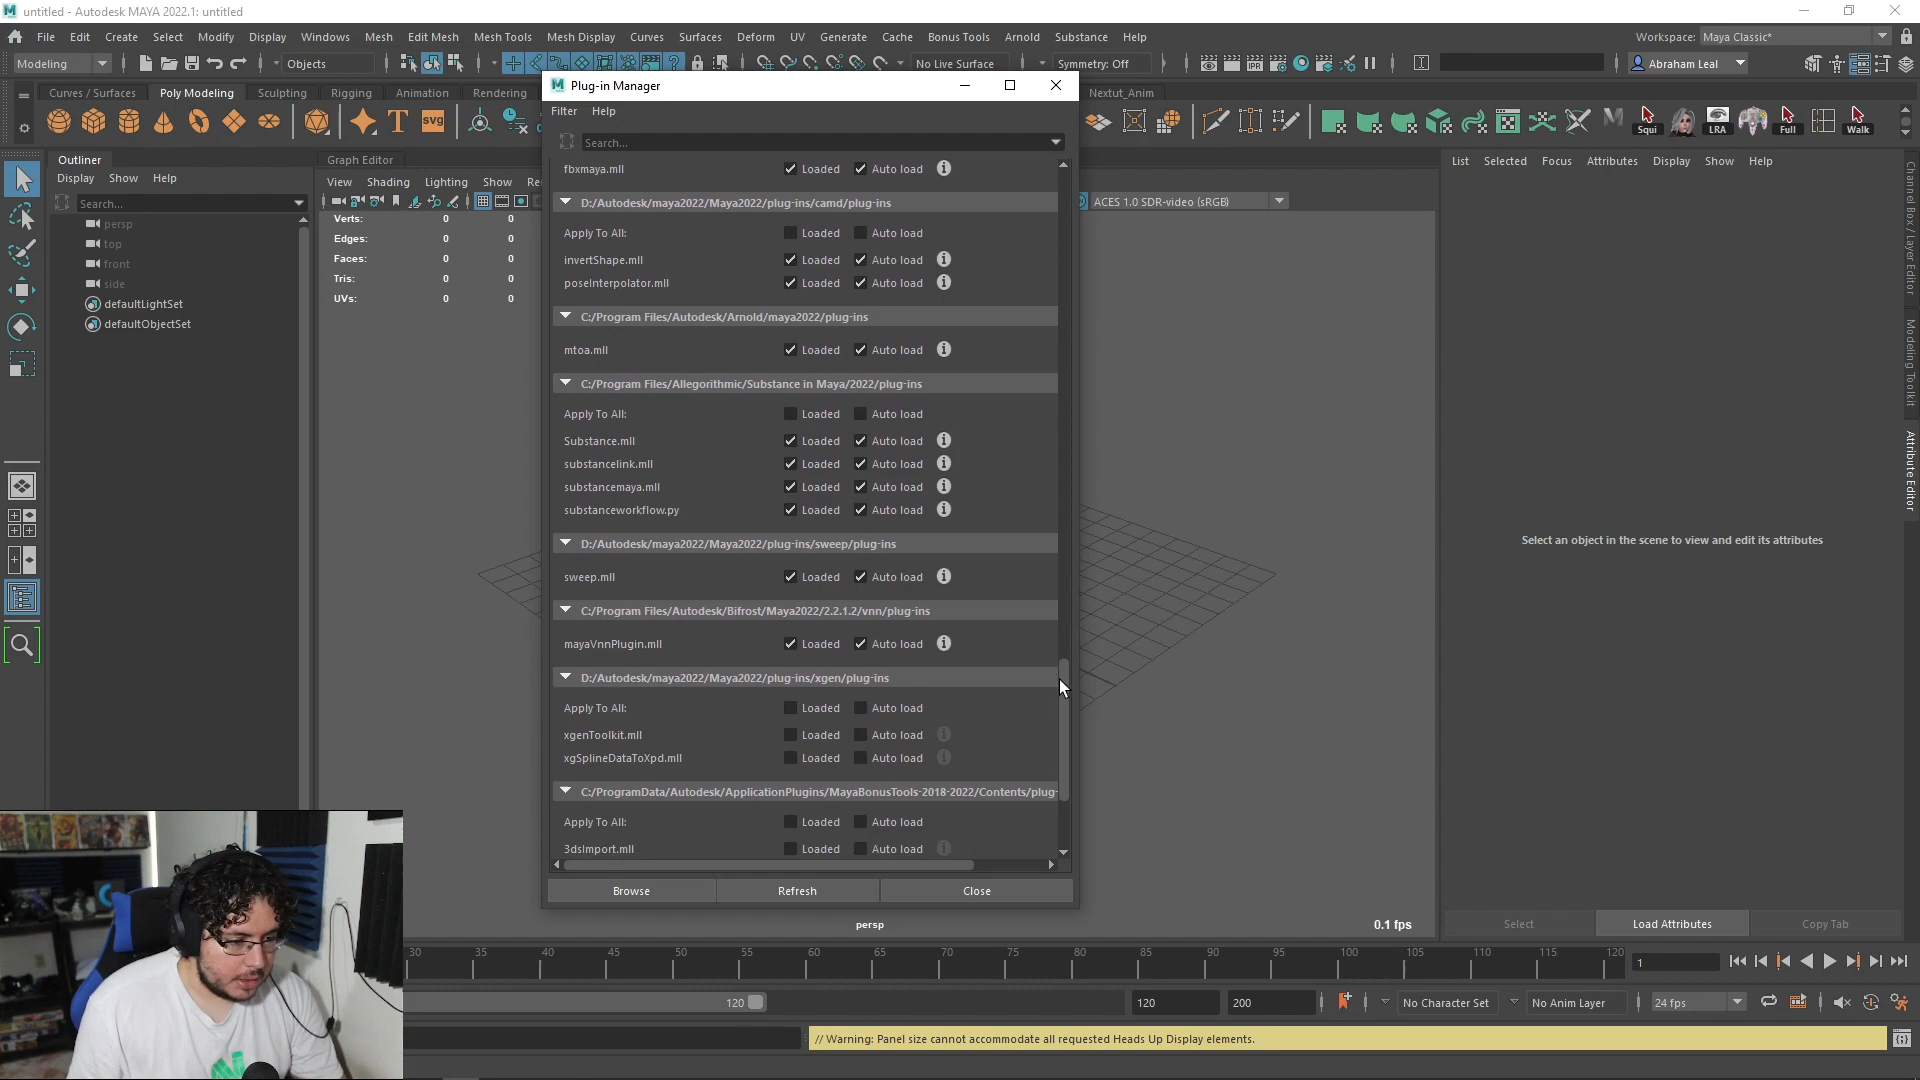 untitled - Autodesk MAYA 2022.1: untitled
File Edit Create Select Modify Display Windows Mesh Edit Mesh Mesh Tools Mesh Display Curves Surfaces Deform UV Generate Cache Bonus Tools Arnold Substance Help
Workspace: Maya Classic*
Modeling Objects No Live Surface Symmetry: Off Abraham Leal
Curves / Surfaces Poly Modeling Sculpting Rigging Animation Rendering Nextut_Anim
T svg Squi LRA Full Walk
Plug-in Manager
Filter Help
Search...
fbxmaya.mll Loaded Auto load
D:/Autodesk/maya2022/Maya2022/plug-ins/camd/plug-ins
Apply To All: Loaded Auto load
invertShape.mll Loaded Auto load
poseInterpolator.mll Loaded Auto load
C:/Program Files/Autodesk/Arnold/maya2022/plug-ins
mtoa.mll Loaded Auto load
C:/Program Files/Allegorithmic/Substance in Maya/2022/plug-ins
Apply To All: Loaded Auto load
Substance.mll Loaded Auto load
substancelink.mll Loaded Auto load
substancemaya.mll Loaded Auto load
substanceworkflow.py Loaded Auto load
D:/Autodesk/maya2022/Maya2022/plug-ins/sweep/plug-ins
sweep.mll Loaded Auto load
C:/Program Files/Autodesk/Bifrost/Maya2022/2.2.1.2/vnn/plug-ins
mayaVnnPlugin.mll Loaded Auto load
D:/Autodesk/maya2022/Maya2022/plug-ins/xgen/plug-ins
Apply To All: Loaded Auto load
xgenToolkit.mll Loaded Auto load
xgSplineDataToXpd.mll Loaded Auto load
C:/ProgramData/Autodesk/ApplicationPlugins/MayaBonusTools-2018-2022/Contents/plug-
Apply To All: Loaded Auto load
3dsImport.mll Loaded Auto load
Browse Refresh Close
Outliner
Display Show Help
Search...
persp
top
front
side
defaultLightSet
defaultObjectSet
Graph Editor
View Shading Lighting Show Re
ACES 1.0 SDR-video (sRGB)
Verts: 0 0
Edges: 0 0
Faces: 0 0
Tris: 0 0
UVs: 0 0
persp
0.1 fps
List Selected Focus Attributes Display Show Help
Select an object in the scene to view and edit its attributes
Select Load Attributes Copy Tab
Channel Box / Layer Editor
Modeling Toolkit
Attribute Editor
30 35 40 45 50 55 60 65 70 75 80 85 90 95 100 105 110 115 120
1
120 120 200 No Character Set No Anim Layer 24 fps
// Warning: Panel size cannot accommodate all requested Heads Up Display elements.